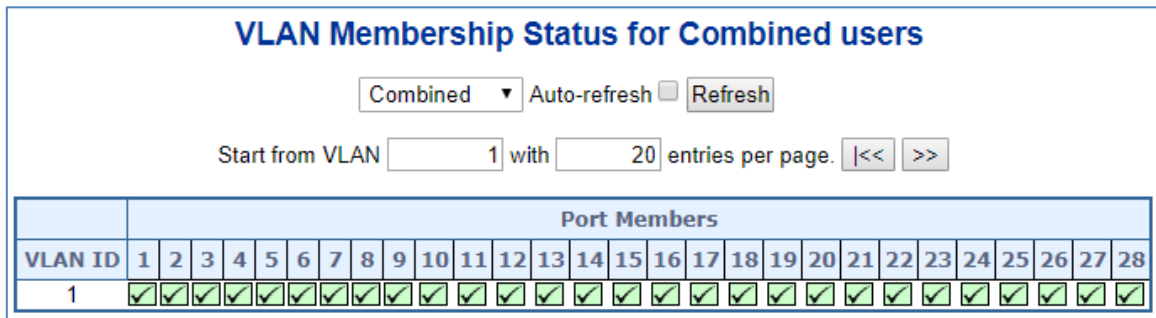 VLAN Membership Status for Combined users
Combined Auto-refresh Refresh
Start from VLAN 1 with 20 entries per page. |<< >>
Port Members
VLAN ID 1 2 3 4 5 6 7 8 9 10 11 12 13 14 15 16 17 18 19 20 21 22 23 24 25 26 27 28
1